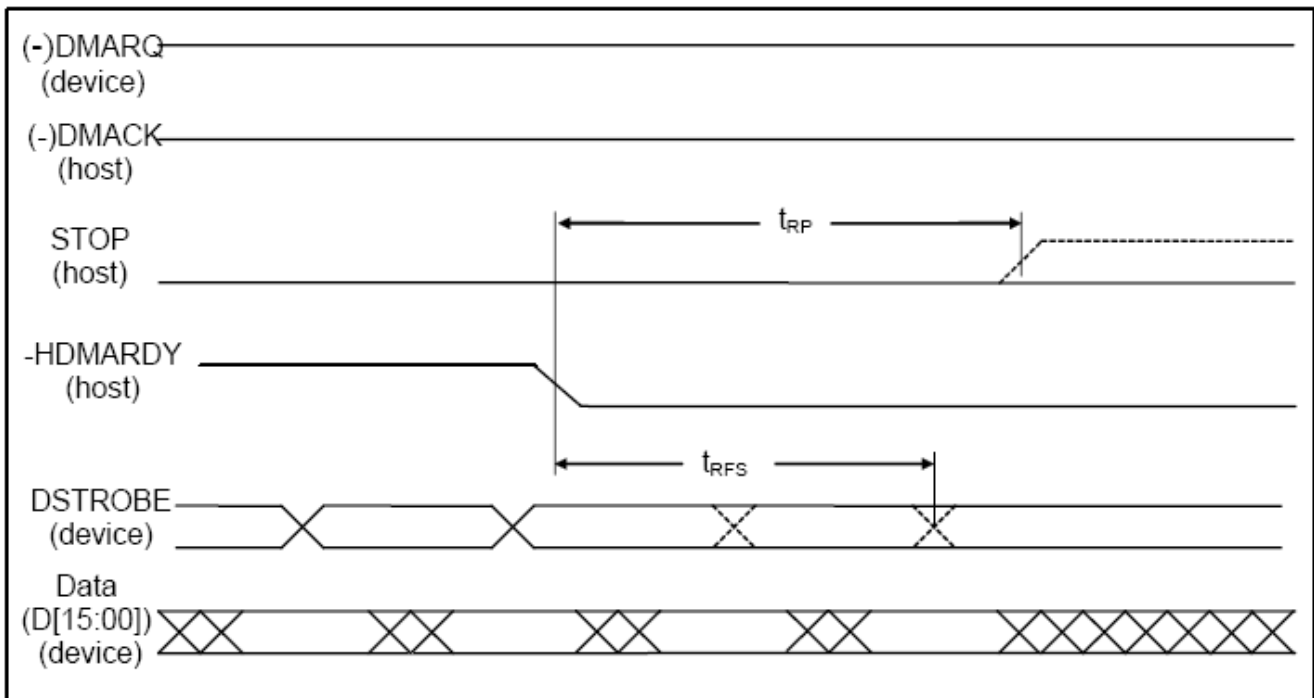 (-)DMARQ
(device)
(-)DMACK
(host)
tRP
STOP
(host)
-HDMARDY
(host)
tRFS
DSTROBE
(device)
Data
(D[15:00])
(device)